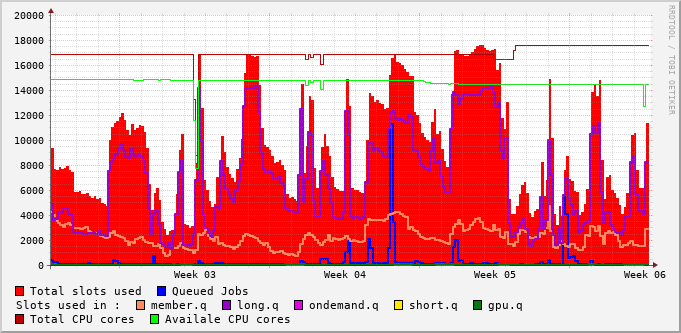 RRDTOOL / TOBI OETIKER
20000
18000
16000
14000
12000
10000
8000
6000
4000
2000
0
Week 03 Week 04 Week 05 Week 06
Total slots used Queued Jobs
Slots used in : member.q long.q ondemand.q short.q gpu.q
Total CPU cores Availale CPU cores